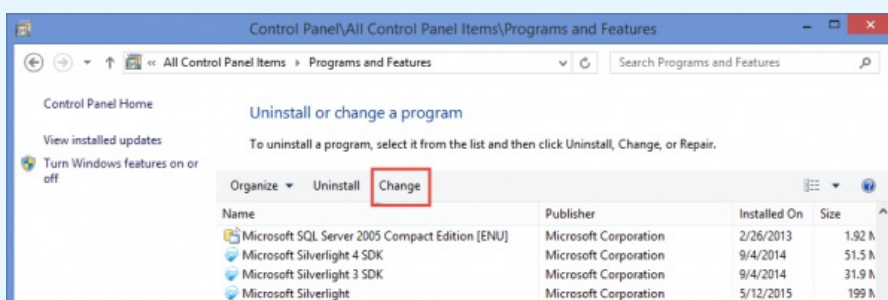 Control Panel\All Control Panel Items\Programs and Features
« All Control Panel Items Programs and Features Search Programs and Features
Control Panel Home
View installed updates
Turn Windows features on or
off
Uninstall or change a program
To uninstall a program, select it from the list and then click Uninstall, Change, or Repair.
Organize Uninstall Change
Name Publisher Installed On Size
Microsoft SQL Server 2005 Compact Edition [ENU] Microsoft Corporation 2/26/2013 1.92 M
Microsoft Silverlight 4 SDK Microsoft Corporation 9/4/2014 51.5 M
Microsoft Silverlight 3 SDK Microsoft Corporation 9/4/2014 31.9 M
Microsoft Silverlight Microsoft Corporation 5/12/2015 199 M